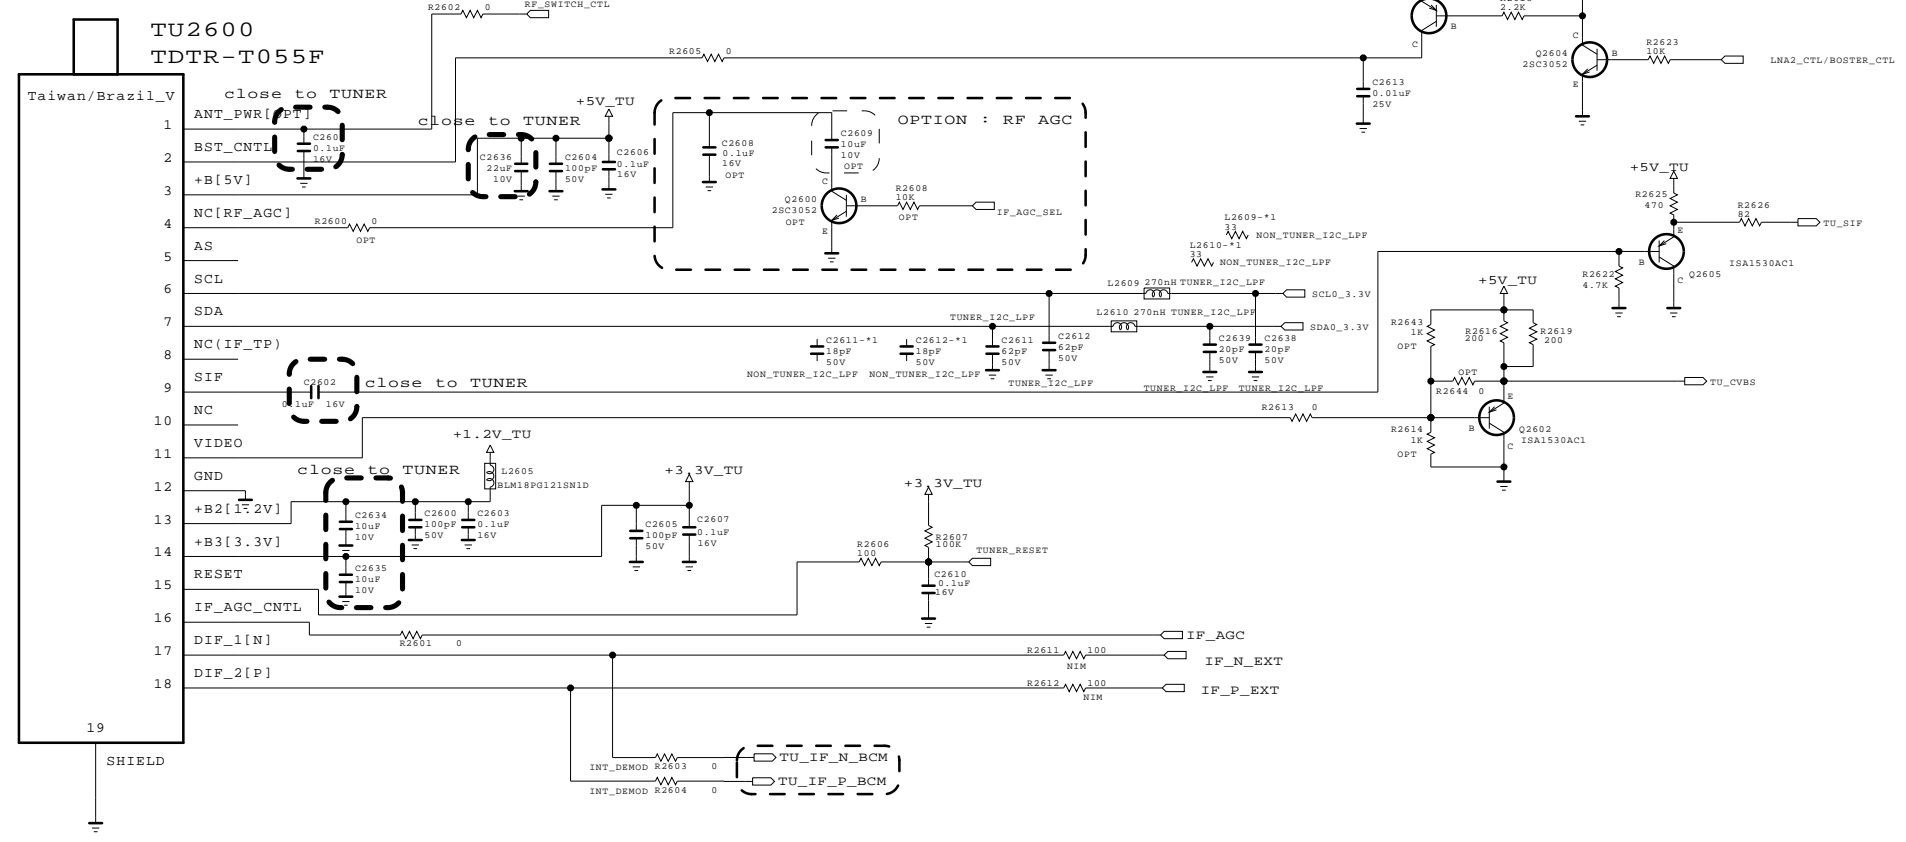 TU2600
TDTR-T055F
Taiwan/Brazil_V
close to TUNER
R2602 0
RF_SWITCH_CTL
R2605 0
2.2K
B
C
C
Q2604
2SC3052
B
E
R2623
10K
LNA2_CTL/BOSTER_CTL
C2613
0.01uF
25V
1
ANT_PWR[OPT]
0.1uF
16V
close to TUNER
+5V_TU
C2636
22uF
10V
C2604
100pF
50V
C2606
0.1uF
16V
OPTION : RF AGC
C2608
0.1uF
16V
OPT
C2609
10uF
10V
OPT
C
Q2600
2SC3052
OPT
B
E
R2608
10K
OPT
IF_AGC_SEL
2
BST_CNTL
3
+B[5V]
4
NC[RF_AGC]
R2600 0
OPT
5
AS
6
SCL
7
SDA
8
NC(IF_TP)
9
SIF
10
NC
11
VIDEO
12
GND
13
+B2[1.2V]
14
+B3[3.3V]
15
RESET
16
IF_AGC_CNTL
17
DIF_1[N]
18
DIF_2[P]
19
SHIELD
L2609-*1
33
NON_TUNER_I2C_LPF
L2610-*1
33
NON_TUNER_I2C_LPF
L2609 270nH TUNER_I2C_LPF
SCL0_3.3V
L2610 270nH TUNER_I2C_LPF
SDA0_3.3V
TUNER_I2C_LPF
C2611-*1
18pF
50V
NON_TUNER_I2C_LPF
C2612-*1
18pF
50V
NON_TUNER_I2C_LPF
C2611
62pF
50V
C2612
62pF
50V
TUNER_I2C_LPF
C2639
20pF
50V
TUNER_I2C_LPF
C2638
20pF
50V
TUNER_I2C_LPF
+5V_TU
R2625
470
R2626
82
TU_SIF
E
B
C
Q2605
ISA1530AC1
R2622
4.7K
+5V_TU
R2643
1K
OPT
R2616
200
R2619
200
OPT
R2644 0
TU_CVBS
E
B
C
Q2602
ISA1530AC1
R2613 0
R2614
1K
OPT
C2602
0.1uF 16V
close to TUNER
+1.2V_TU
L2605
BLM18PG121SN1D
close to TUNER
C2634
10uF
10V
C2600
100pF
50V
C2603
0.1uF
16V
C2635
10uF
10V
+3.3V_TU
C2605
100pF
50V
C2607
0.1uF
16V
+3.3V_TU
R2607
100K
R2606
100
TUNER_RESET
C2610
0.1uF
16V
R2601 0
IF_AGC
R2611 100
NIM
IF_N_EXT
R2612 100
NIM
IF_P_EXT
INT_DEMOD R2603 0
TU_IF_N_BCM
INT_DEMOD R2604 0
TU_IF_P_BCM